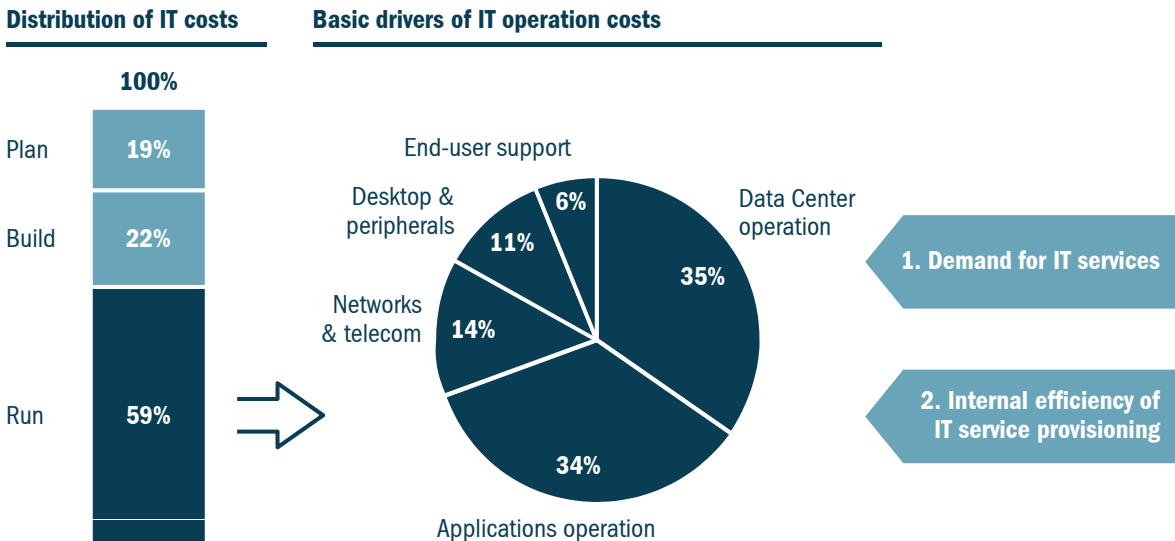 Distribution of IT costs
Basic drivers of IT operation costs
100%
Plan
19%
Build
22%
Run
59%
End-user support
6%
Desktop &
peripherals
11%
Networks
& telecom
14%
Data Center
operation
35%
34%
Applications operation
1. Demand for IT services
2. Internal efficiency of
IT service provisioning